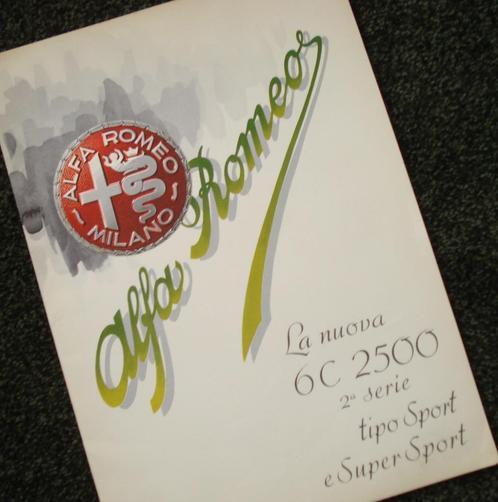 ALFA ROMEO
MILANO
Alfa Romeo
La nuova
6C 2500
2ª serie
tipo Sport
e Super Sport